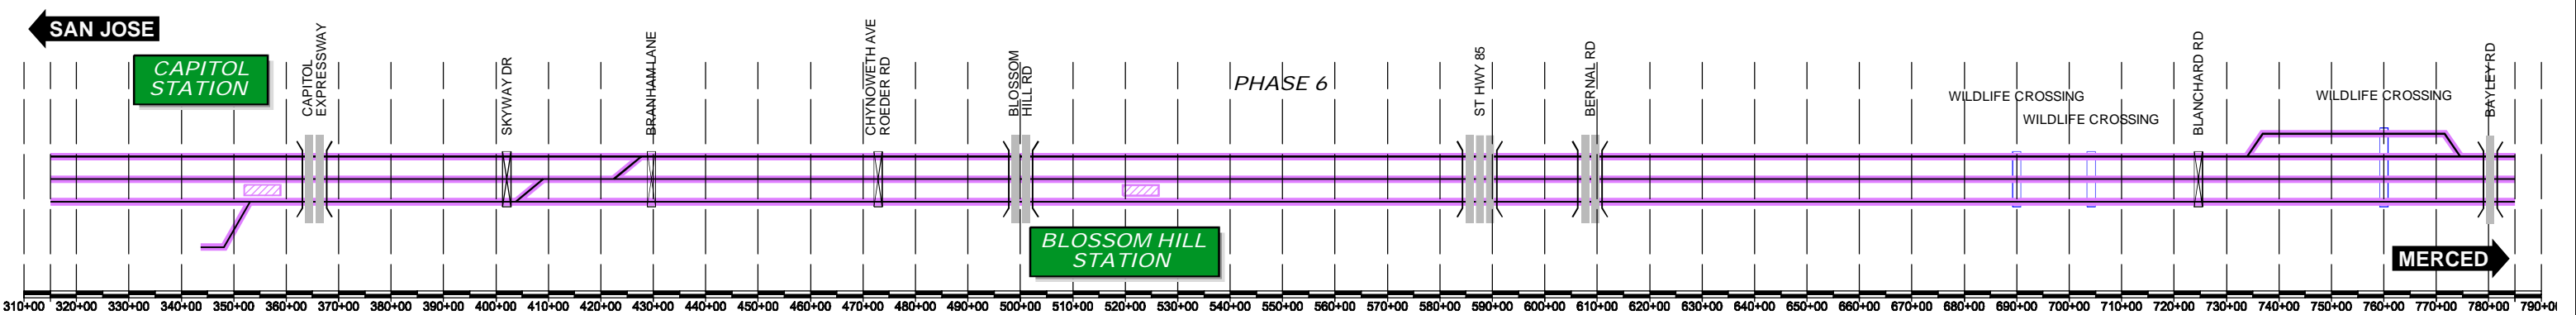 SAN JOSE
CAPITOL
STATION
CAPITOL
EXPRESSWAY
SKYWAY DR
BRANHAM LANE
CHYNOWETH AVE
ROEDER RD
BLOSSOM
HILL RD
PHASE 6
ST HWY 85
BERNAL RD
WILDLIFE CROSSING
WILDLIFE CROSSING
BLANCHARD RD
WILDLIFE CROSSING
BAYLEY RD
BLOSSOM HILL
STATION
MERCED
310+00 320+00 330+00 340+00 350+00 360+00 370+00 380+00 390+00 400+00 410+00 420+00 430+00 440+00 450+00 460+00 470+00 480+00 490+00 500+00 510+00 520+00 530+00 540+00 550+00 560+00 570+00 580+00 590+00 600+00 610+00 620+00 630+00 640+00 650+00 660+00 670+00 680+00 690+00 700+00 710+00 720+00 730+00 740+00 750+00 760+00 770+00 780+00 790+0